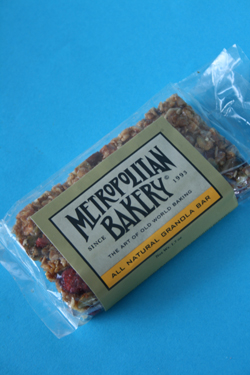 METROPOLITAN
BAKERY®
SINCE 1993
THE ART OF OLD WORLD BAKING
ALL NATURAL GRANOLA BAR